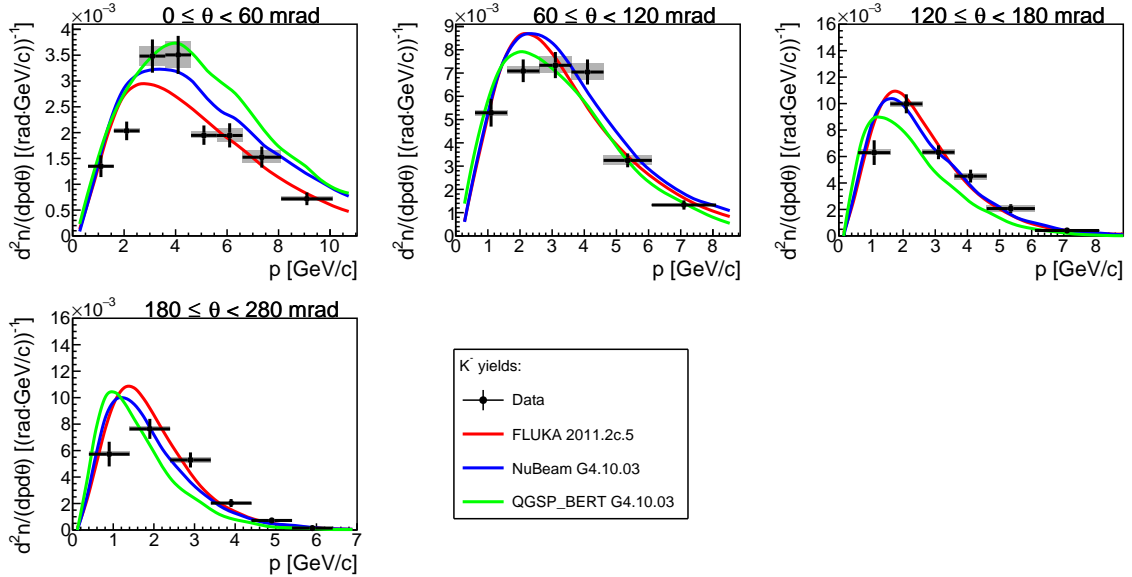 ×10⁻³ 0 ≤ θ < 60 mrad
d²n/(dpdθ) [(rad·GeV/c))⁻¹
4
3.5
3
2.5
2
1.5
1
0.5
0
0 2 4 6 8 10
p [GeV/c]
×10⁻³ 60 ≤ θ < 120 mrad
d²n/(dpdθ) [(rad·GeV/c))⁻¹
9
8
7
6
5
4
3
2
1
0
0 1 2 3 4 5 6 7 8
p [GeV/c]
×10⁻³ 120 ≤ θ < 180 mrad
d²n/(dpdθ) [(rad·GeV/c))⁻¹
16
14
12
10
8
6
4
2
0
0 1 2 3 4 5 6 7 8
p [GeV/c]
×10⁻³ 180 ≤ θ < 280 mrad
d²n/(dpdθ) [(rad·GeV/c))⁻¹
16
14
12
10
8
6
4
2
0
0 1 2 3 4 5 6 7
p [GeV/c]
K⁻ yields:
Data
FLUKA 2011.2c.5
NuBeam G4.10.03
QGSP_BERT G4.10.03